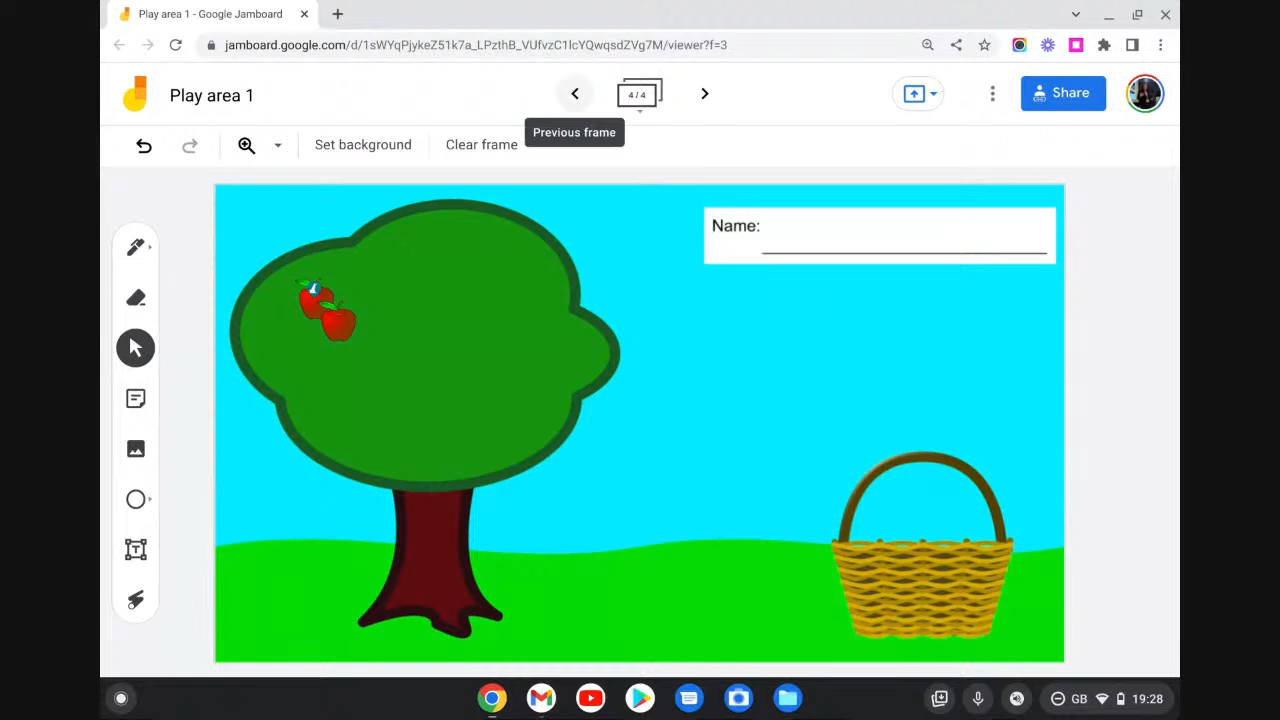 Play area 1 - Google Jamboard
jamboard.google.com/d/1sWYqPjykeZ51k7a_LPzthB_VUfvzC1lcYQwqsdZVg7M/viewer?f=3
Play area 1
4 / 4
Share
Previous frame
Set background
Clear frame
Name:
GB
19:28